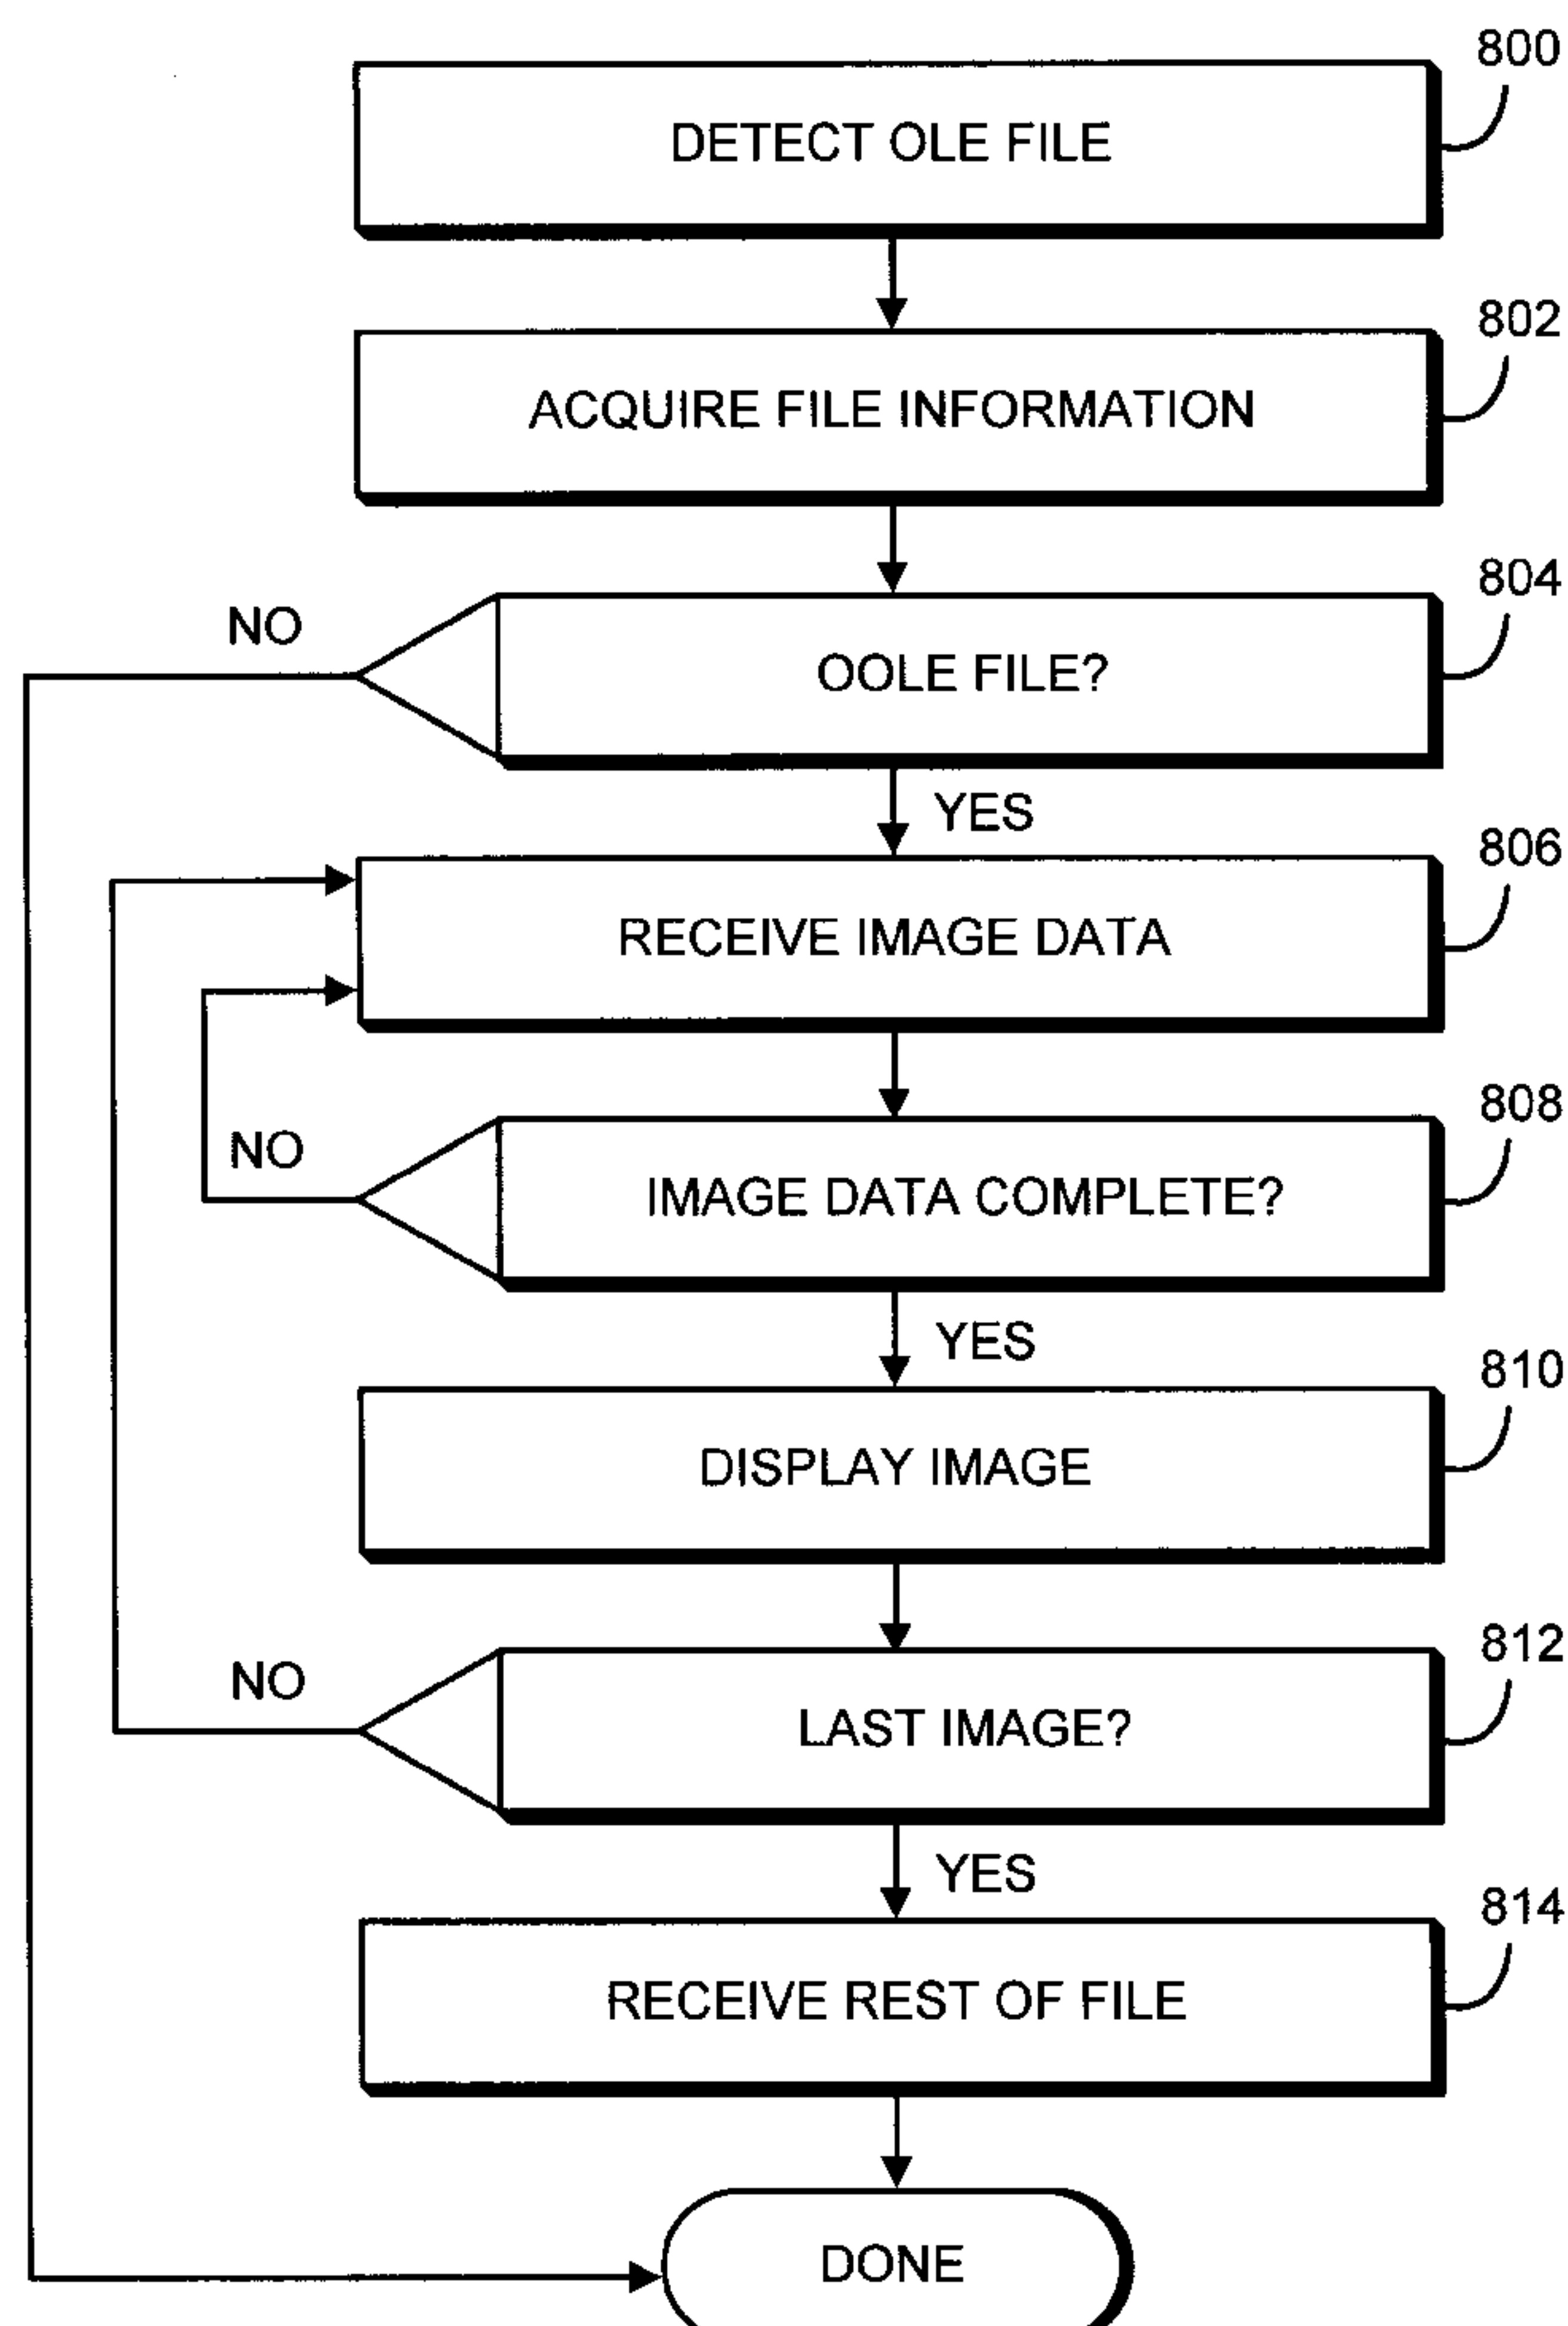 800
DETECT OLE FILE
802
ACQUIRE FILE INFORMATION
804
NO
OOLE FILE?
YES
806
RECEIVE IMAGE DATA
808
NO
IMAGE DATA COMPLETE?
YES
810
DISPLAY IMAGE
812
NO
LAST IMAGE?
YES
814
RECEIVE REST OF FILE
DONE